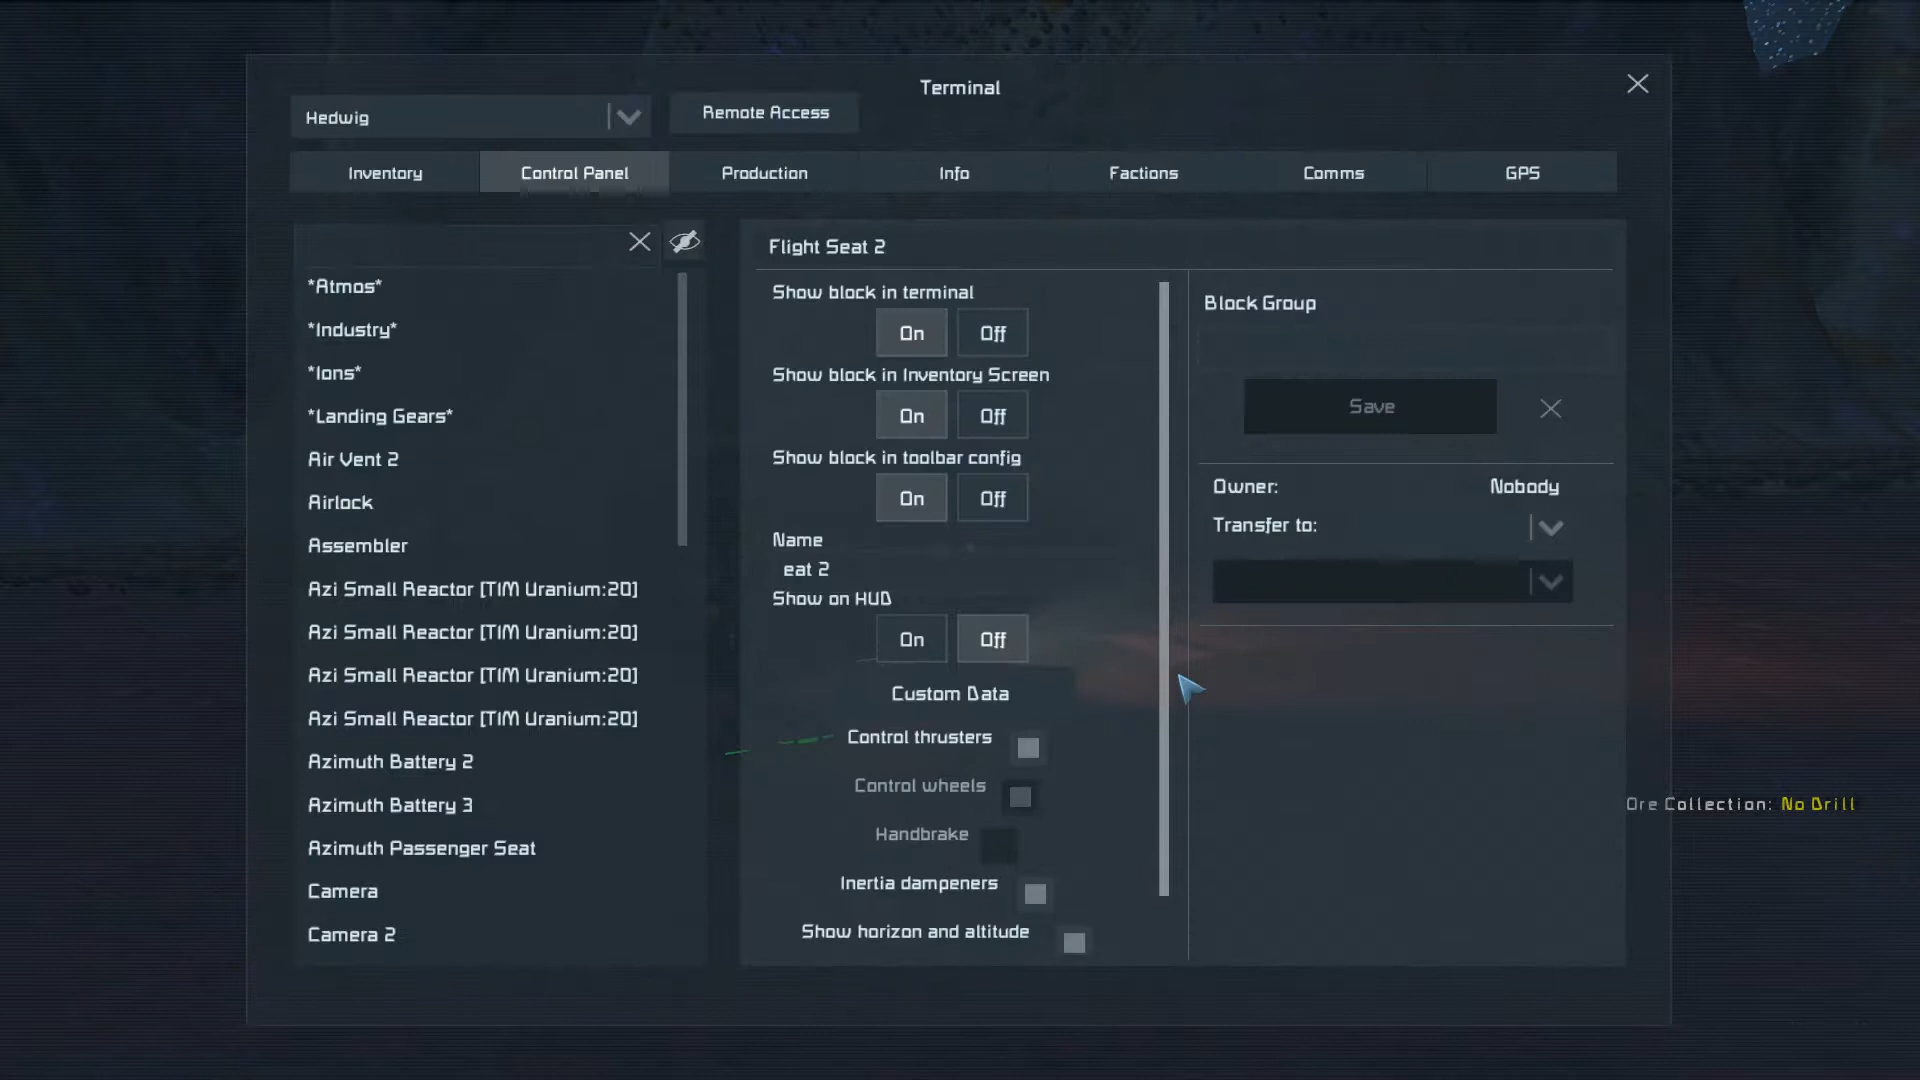 Terminal
Hedwig
Remote Access
Inventory
Control Panel
Production
Info
Factions
Comms
GPS
*Atmos*
*Industry*
*Ions*
*Landing Gears*
Air Vent 2
Airlock
Assembler
Azi Small Reactor [TIM Uranium:20]
Azi Small Reactor [TIM Uranium:20]
Azi Small Reactor [TIM Uranium:20]
Azi Small Reactor [TIM Uranium:20]
Azimuth Battery 2
Azimuth Battery 3
Azimuth Passenger Seat
Camera
Camera 2
Flight Seat 2
Show block in terminal
On Off
Show block in Inventory Screen
On Off
Show block in toolbar config
On Off
Name
eat 2
Show on HUD
On Off
Custom Data
Control thrusters
Control wheels
Handbrake
Inertia dampeners
Show horizon and altitude
Block Group
Save
Owner: Nobody
Transfer to:
Ore Collection: No Drill